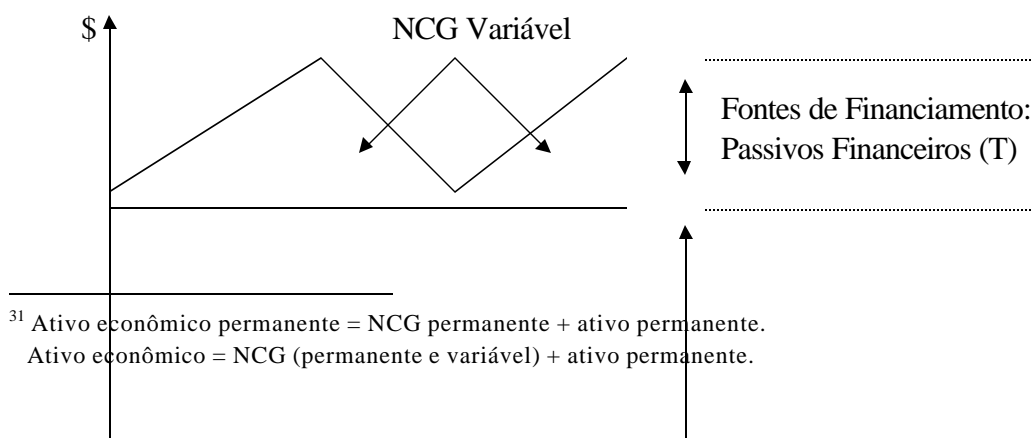 $
NCG Variável
Fontes de Financiamento:
Passivos Financeiros (T)
31 Ativo econômico permanente = NCG permanente + ativo permanente.
Ativo econômico = NCG (permanente e variável) + ativo permanente.